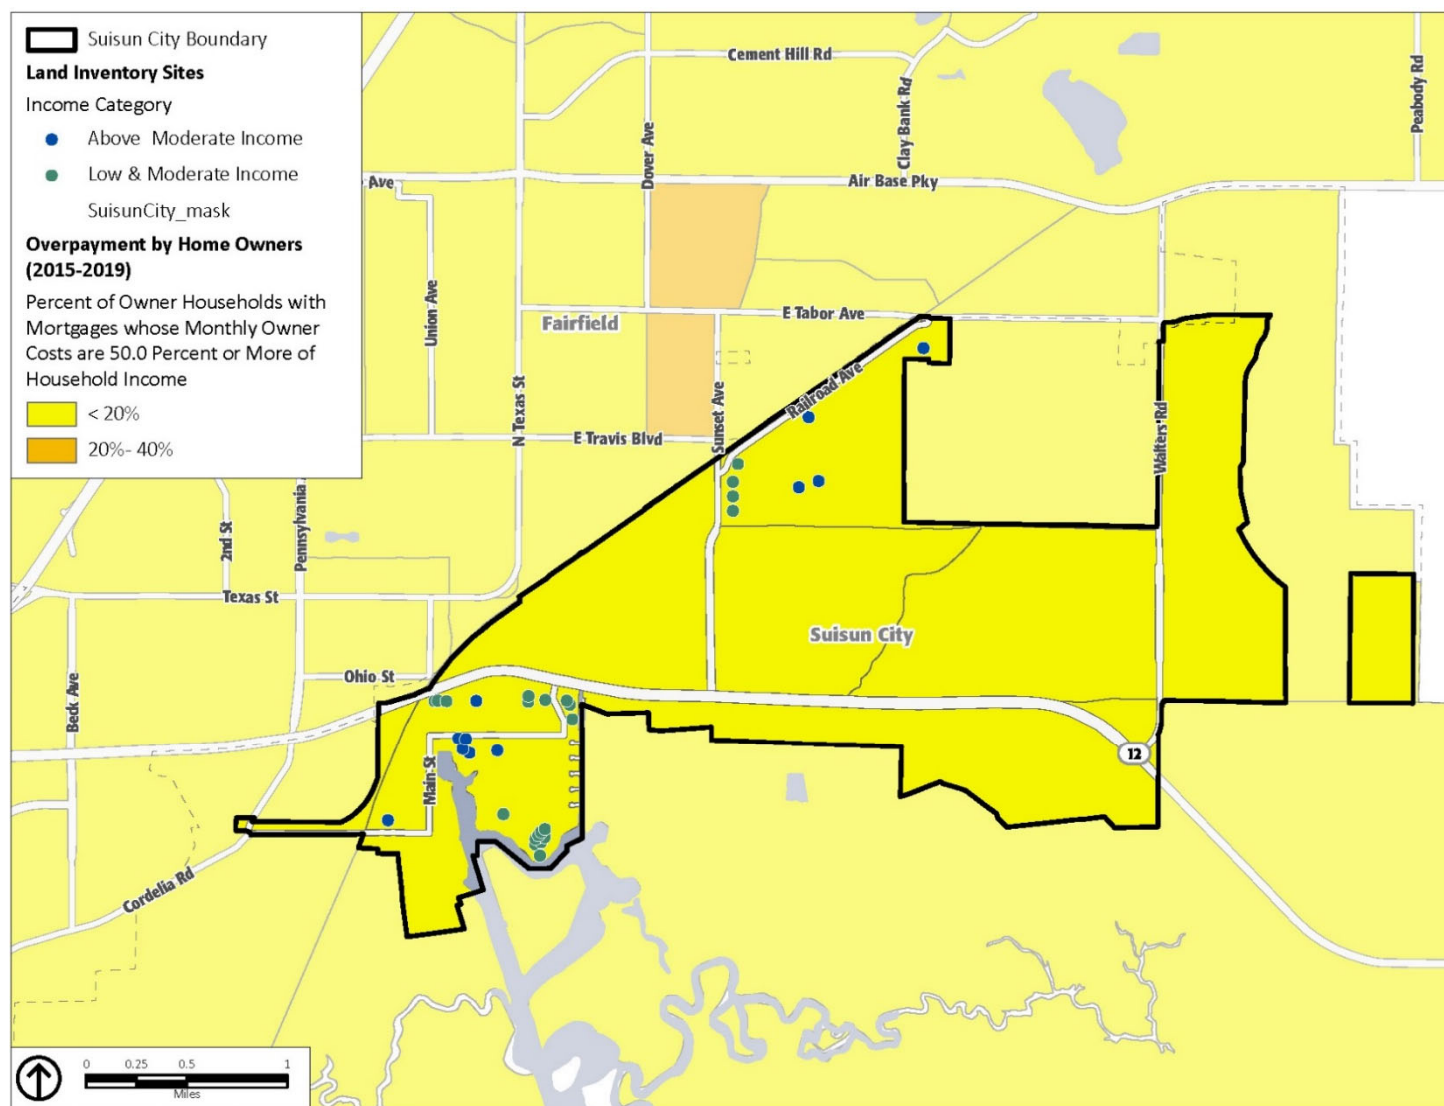 Suisun City Boundary
Land Inventory Sites
Income Category
Above Moderate Income
Low & Moderate Income
SuisunCity_mask
Overpayment by Home Owners
(2015-2019)
Percent of Owner Households with
Mortgages whose Monthly Owner
Costs are 50.0 Percent or More of
Household Income
< 20%
20%- 40%
Cement Hill Rd
Clay Bank Rd
Peabody Rd
Dover Ave
Ave
Air Base Pky
Union Ave
N Texas St
Fairfield
E Tabor Ave
Railroad Ave
Sunset Ave
E Travis Blvd
Walters Rd
2nd St
Pennsylvania
Texas St
Suisun City
Ohio St
Beck Ave
Main St
12
Cordelia Rd
0 0.25 0.5 1
Miles